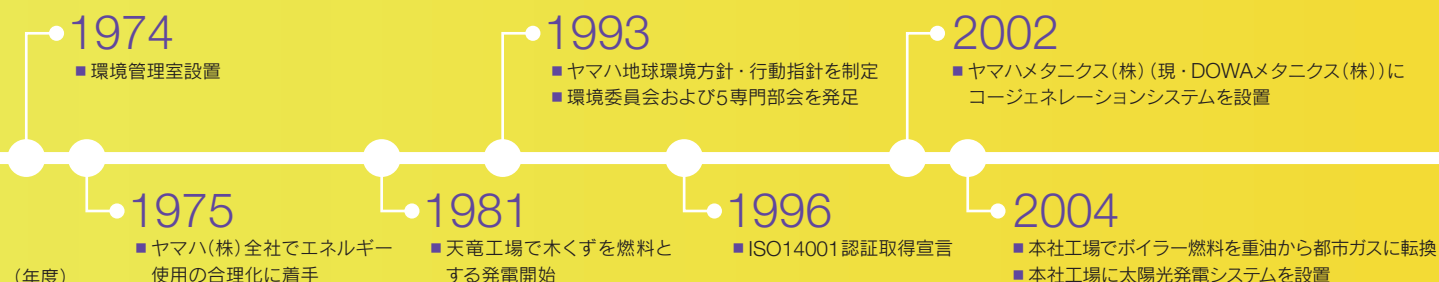 1974
■ 環境管理室設置
1993
■ ヤマハ地球環境方針・行動指針を制定
■ 環境委員会および5専門部会を発足
2002
■ ヤマハメタニクス(株)(現・DOWAメタニクス(株))に
コージェネレーションシステムを設置
1975
■ ヤマハ(株)全社でエネルギー
使用の合理化に着手
1981
■ 天竜工場で木くずを燃料と
する発電開始
1996
■ ISO14001認証取得宣言
2004
■ 本社工場でボイラー燃料を重油から都市ガスに転換
■ 本社工場に太陽光発電システムを設置
(年度)